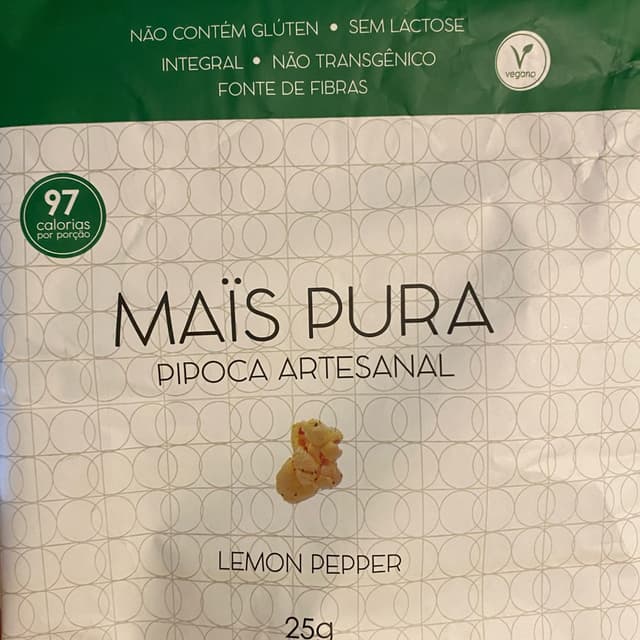 NÃO CONTÉM GLÚTEN • SEM LACTOSE
INTEGRAL • NÃO TRANSGÊNICO
FONTE DE FIBRAS
vegano
97
calorias
por porção
MAÏS PURA
PIPOCA ARTESANAL
LEMON PEPPER
25g